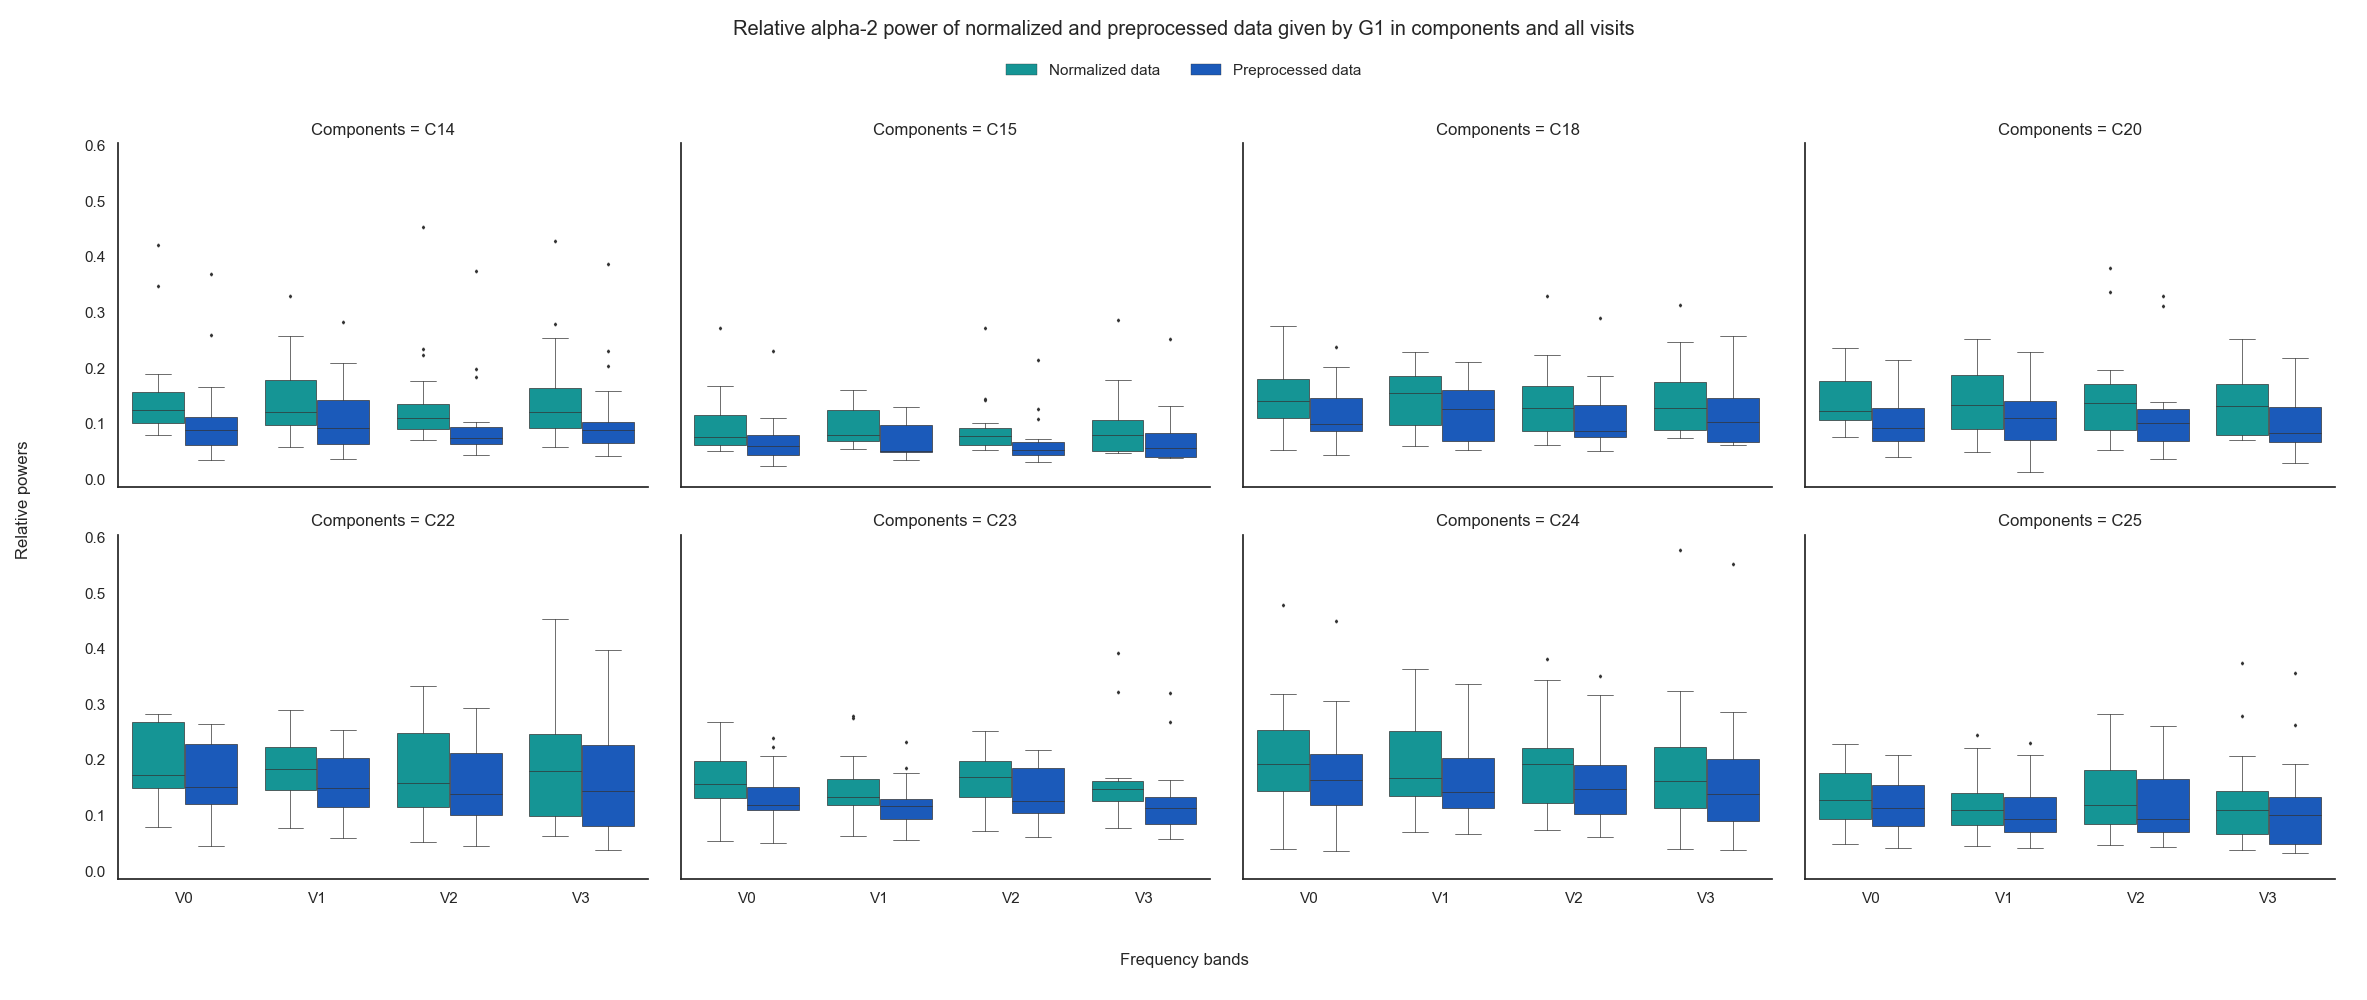 Relative alpha-2 power of normalized and preprocessed data given by G1 in components and all visits
Normalized data
Preprocessed data
Components = C14
Components = C15
Components = C18
Components = C20
0.6
0.5
0.4
0.3
0.2
0.1
0.0
Relative powers
Components = C22
Components = C23
Components = C24
Components = C25
0.6
0.5
0.4
0.3
0.2
0.1
0.0
V0 V1 V2 V3
V0 V1 V2 V3
V0 V1 V2 V3
V0 V1 V2 V3
Frequency bands